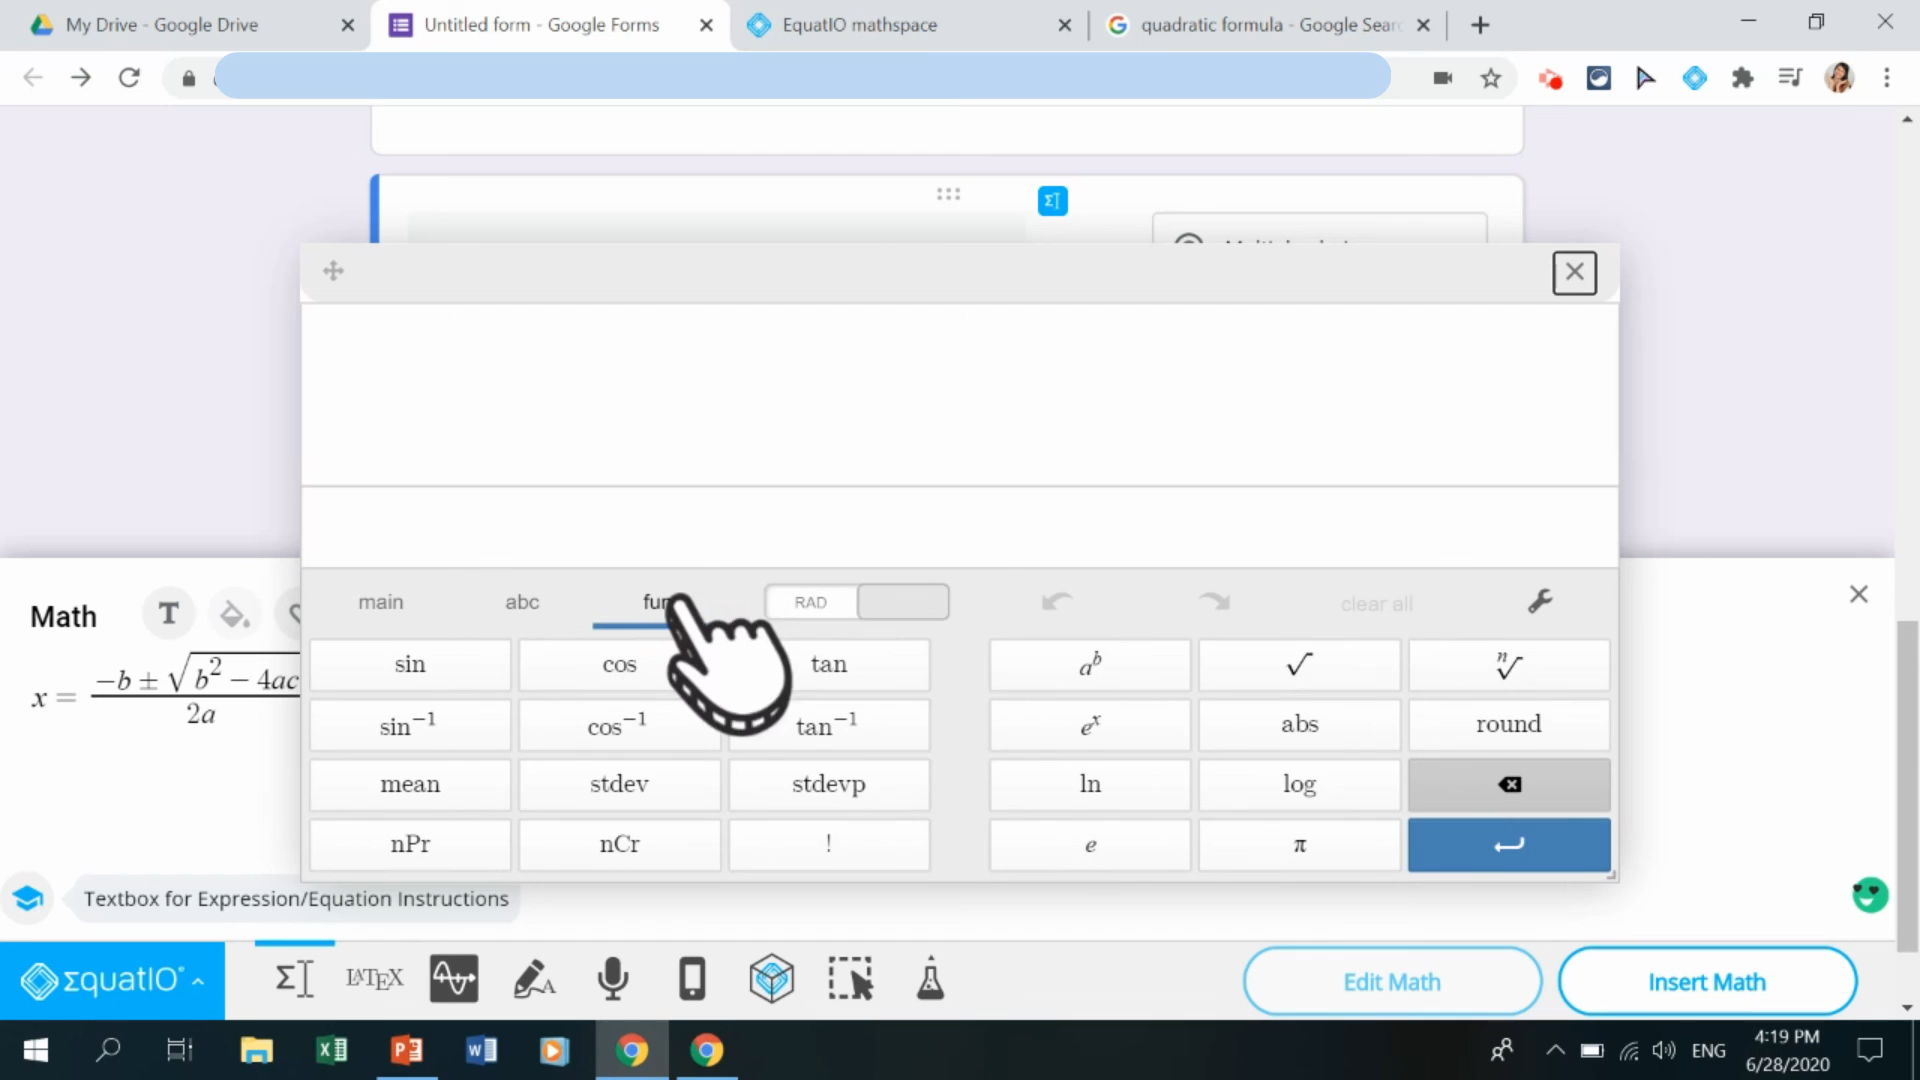 My Drive - Google Drive
Untitled form - Google Forms
EquatIO mathspace
quadratic formula - Google Sear
main
abc
RAD
clear all
sin
cos
tan
a^b
√
ⁿ√
sin⁻¹
cos⁻¹
tan⁻¹
e^x
abs
round
mean
stdev
stdevp
ln
log
nPr
nCr
!
e
π
Math
T
x = (-b ± √(b² - 4ac)) / 2a
Textbox for Expression/Equation Instructions
ΣquatIO®
LATEX
Edit Math
Insert Math
ENG
4:19 PM
6/28/2020